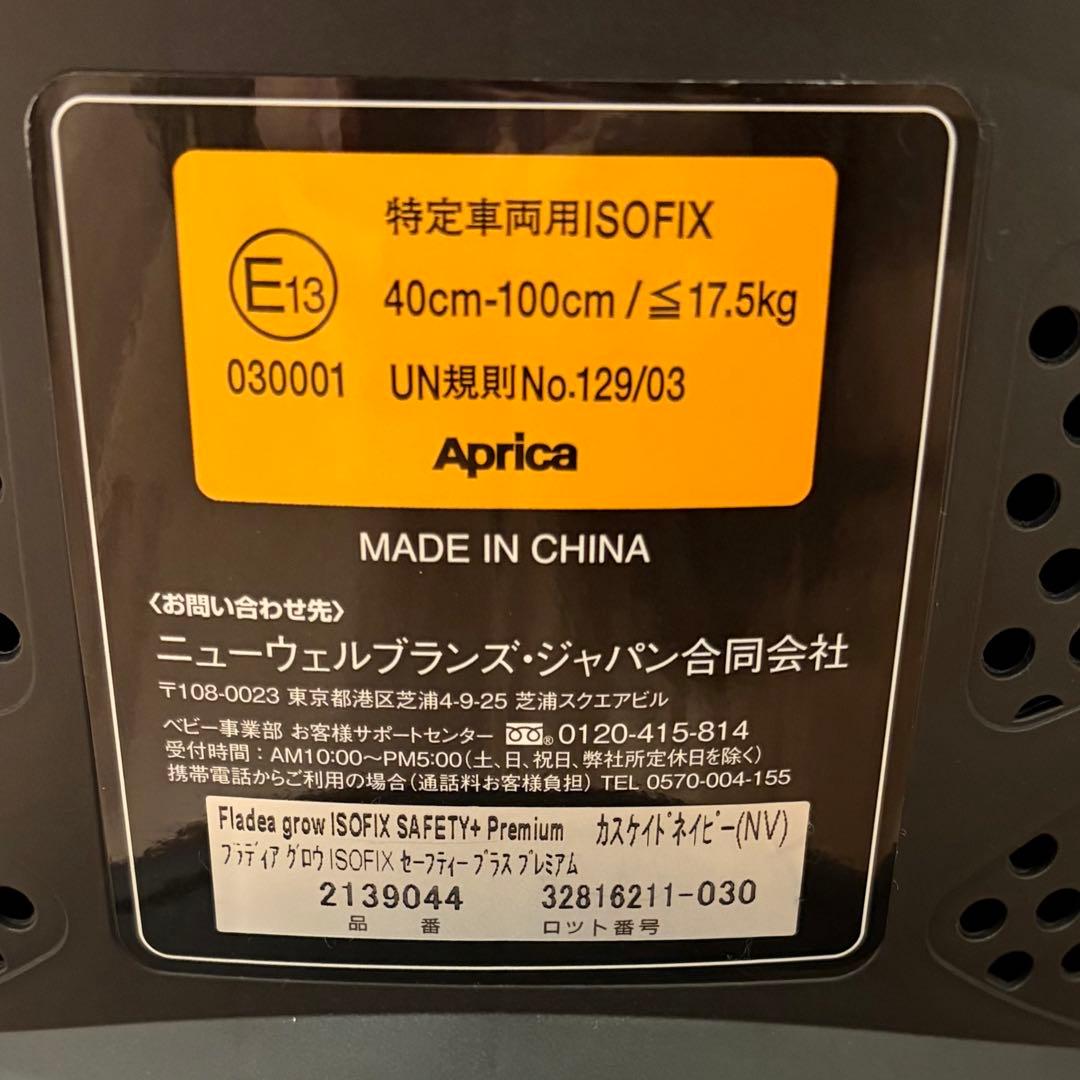 特定車両用ISOFIX
E13
40cm-100cm / ≦17.5kg
030001 UN規則No.129/03
Aprica
MADE IN CHINA
〈お問い合わせ先〉
ニューウェルブランズ・ジャパン合同会社
〒108-0023 東京都港区芝浦4-9-25 芝浦スクエアビル
ベビー事業部 お客様サポートセンター ® 0120-415-814
受付時間：AM10:00～PM5:00（土、日、祝日、弊社所定休日を除く）
携帯電話からご利用の場合（通話料お客様負担） TEL 0570-004-155
Fladea grow ISOFIX SAFETY+ Premium カスケイドネイビー(NV)
フラディア グロウ ISOFIX セーフティー プラス プレミアム
2139044 32816211-030
品 番 ロット番号